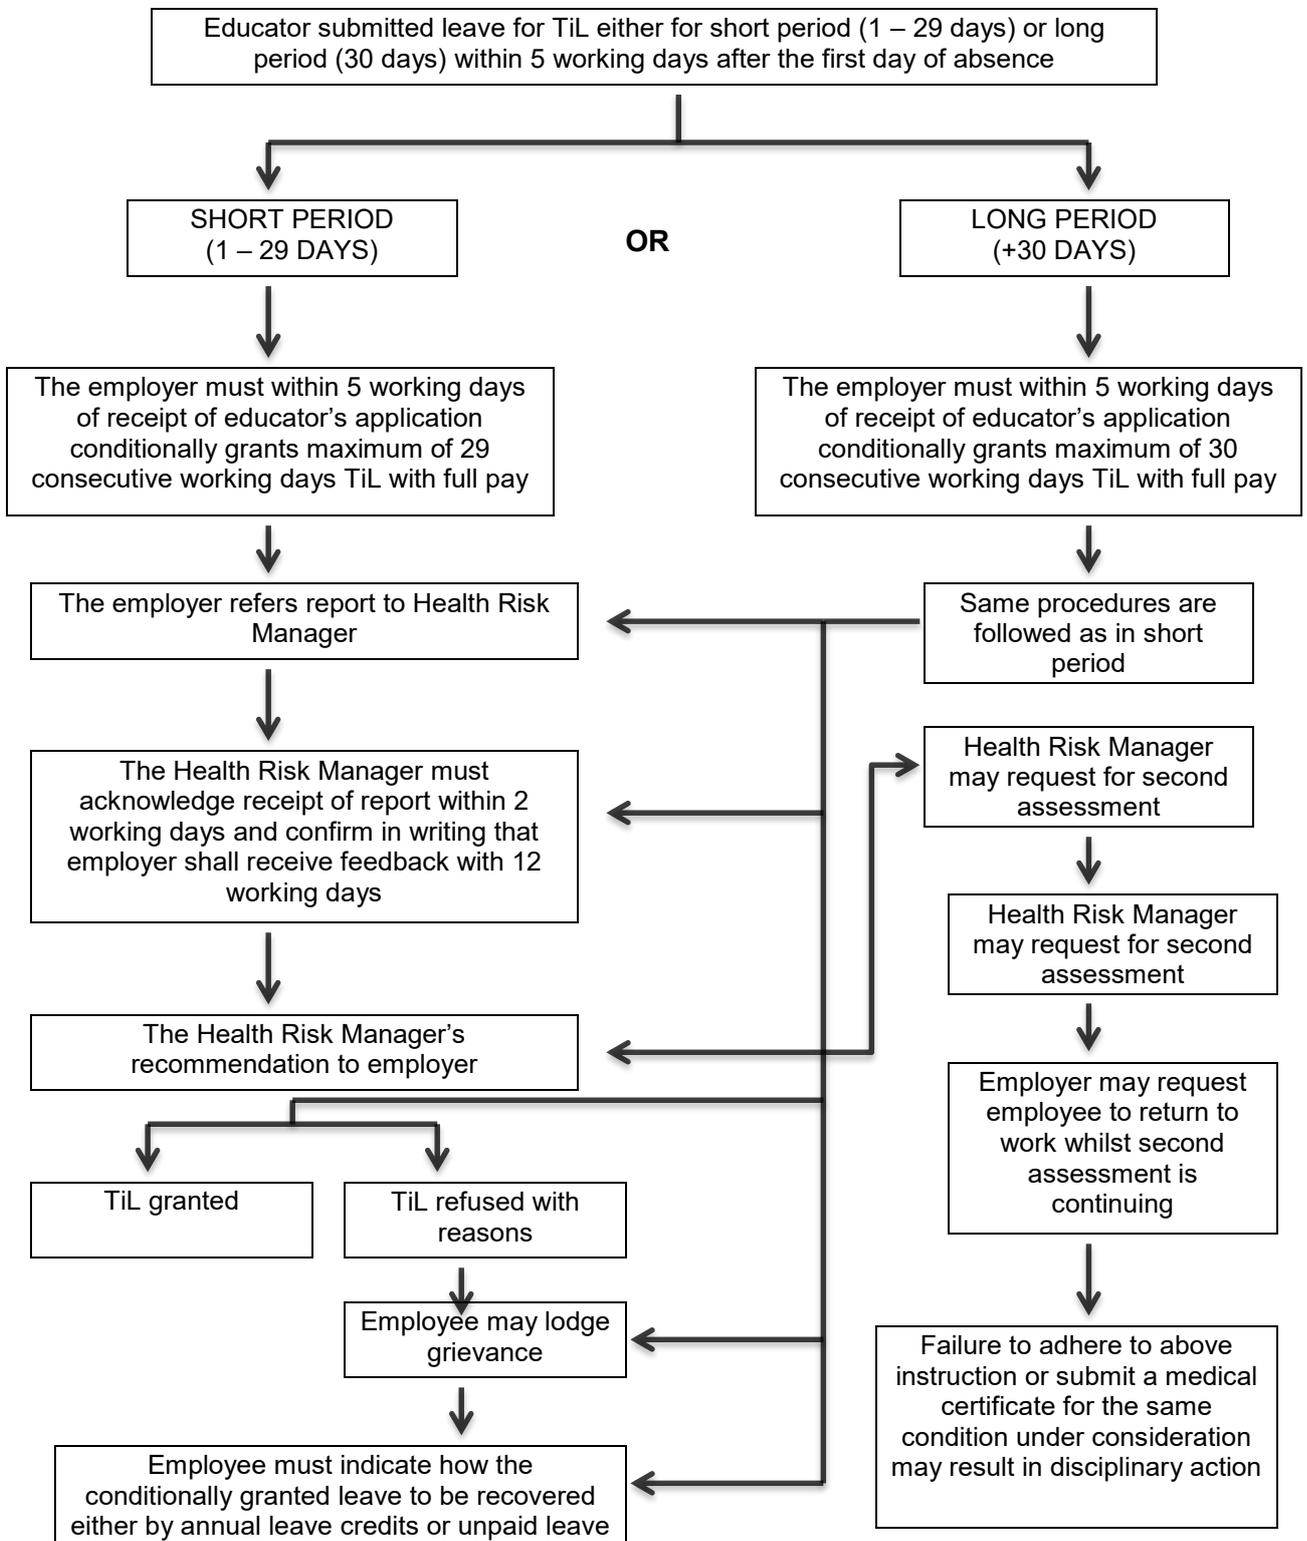 Educator submitted leave for TiL either for short period (1 – 29 days) or long
period (30 days) within 5 working days after the first day of absence
SHORT PERIOD
(1 – 29 DAYS)
OR
LONG PERIOD
(+30 DAYS)
The employer must within 5 working days
of receipt of educator’s application
conditionally grants maximum of 29
consecutive working days TiL with full pay
The employer must within 5 working days
of receipt of educator’s application
conditionally grants maximum of 30
consecutive working days TiL with full pay
The employer refers report to Health Risk
Manager
Same procedures are
followed as in short
period
The Health Risk Manager must
acknowledge receipt of report within 2
working days and confirm in writing that
employer shall receive feedback with 12
working days
Health Risk Manager
may request for second
assessment
Health Risk Manager
may request for second
assessment
The Health Risk Manager’s
recommendation to employer
Employer may request
employee to return to
work whilst second
assessment is
continuing
TiL granted
TiL refused with
reasons
Employee may lodge
grievance
Failure to adhere to above
instruction or submit a medical
certificate for the same
condition under consideration
may result in disciplinary action
Employee must indicate how the
conditionally granted leave to be recovered
either by annual leave credits or unpaid leave